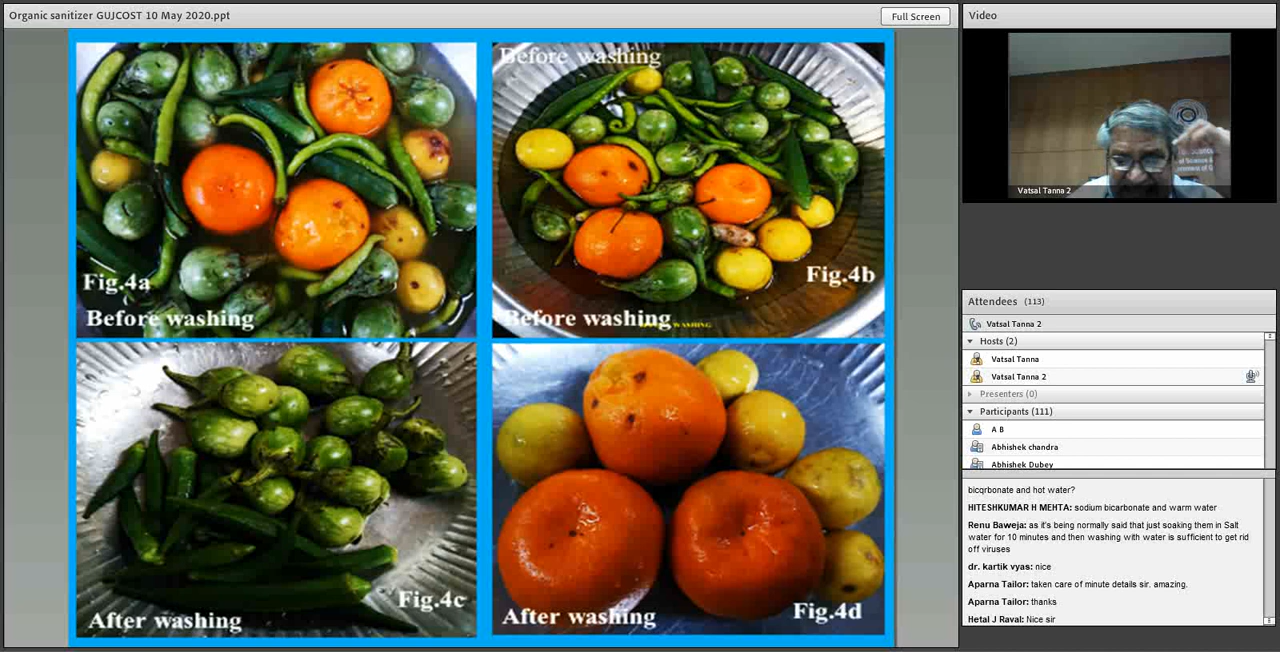 Organic sanitizer GUJCOST 10 May 2020.ppt
Full Screen
Before washing
Fig.4a
Before washing
Fig.4b
Before washing
WASHING
Fig.4c
After washing
Fig.4d
After washing
Video
Vatsal Tanna 2
Attendees (113)
Vatsal Tanna 2
Hosts (2)
Vatsal Tanna
Vatsal Tanna 2
Presenters (0)
Participants (111)
A B
Abhishek chandra
Abhishek Dubey
bicqrbonate and hot water?
HITESHKUMAR H MEHTA: sodium bicarbonate and warm water
Renu Baweja: as it's being normally said that just soaking them in Salt
water for 10 minutes and then washing with water is sufficient to get rid
off viruses
dr. kartik vyas: nice
Aparna Tailor: taken care of minute details sir. amazing.
Aparna Tailor: thanks
Hetal J Raval: Nice sir